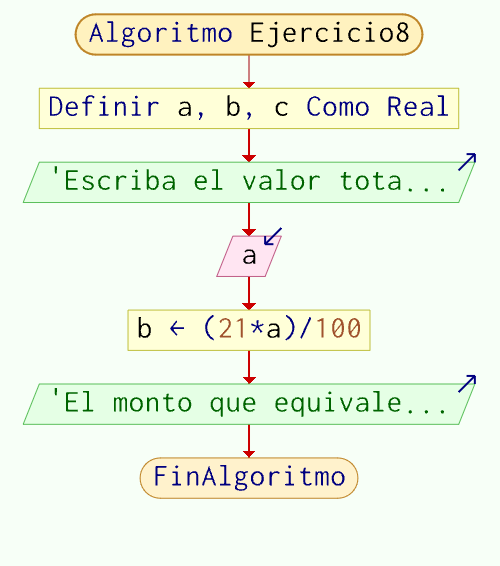 Algoritmo Ejercicio8
Definir a, b, c Como Real
'Escriba el valor tota...
a
b ← (21*a)/100
'El monto que equivale...
FinAlgoritmo